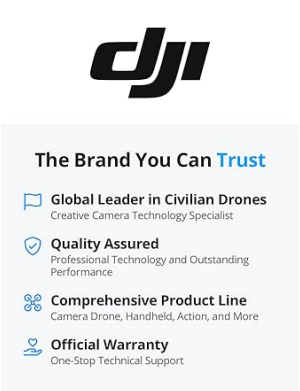 dji
The Brand You Can Trust
Global Leader in Civilian Drones
Creative Camera Technology Specialist
Quality Assured
Professional Technology and Outstanding
Performance
Comprehensive Product Line
Camera Drone, Handheld, Action, and More
Official Warranty
One-Stop Technical Support